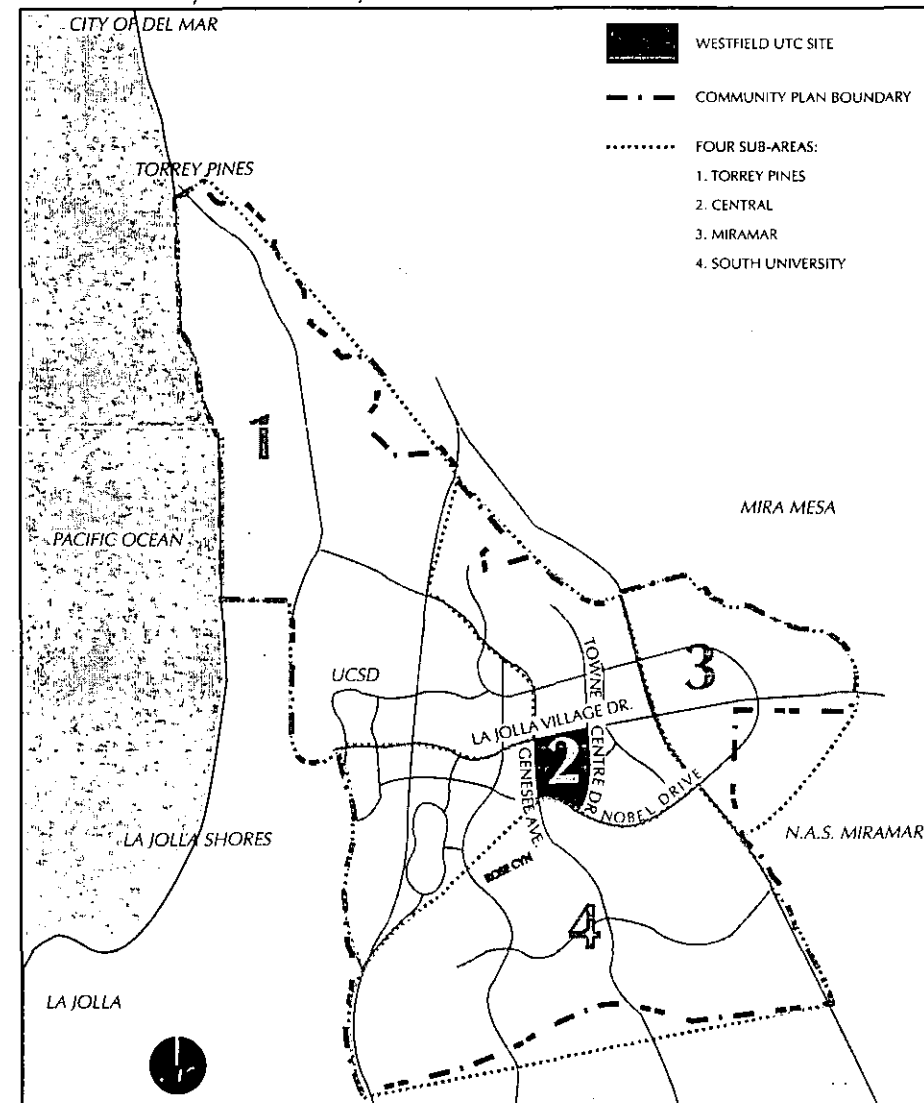 CITY OF DEL MAR
WESTFIELD UTC SITE
COMMUNITY PLAN BOUNDARY
FOUR SUB-AREAS:
1. TORREY PINES
2. CENTRAL
3. MIRAMAR
4. SOUTH UNIVERSITY
TORREY PINES
1
MIRA MESA
PACIFIC OCEAN
UCSD
TOWNE CENTRE DR.
3
LA JOLLA VILLAGE DR.
2
GENESEE AVE.
NOBEL DRIVE
LA JOLLA SHORES
N.A.S. MIRAMAR
ROSE CYN
4
LA JOLLA